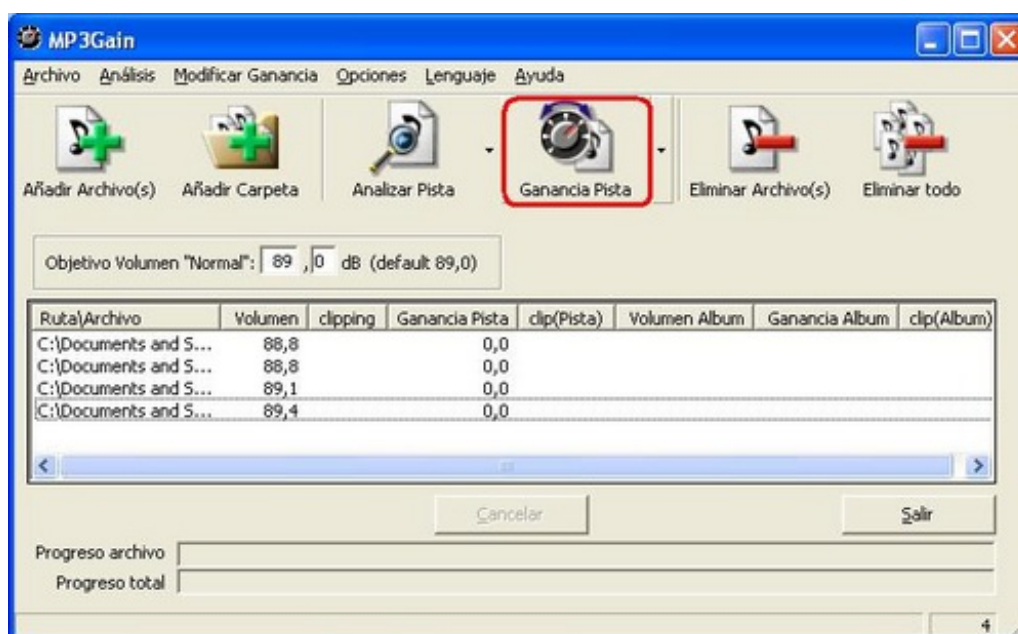 MP3Gain
Archivo Análisis Modificar Ganancia Opciones Lenguaje Ayuda
Añadir Archivo(s) Añadir Carpeta Analizar Pista Ganancia Pista Eliminar Archivo(s) Eliminar todo
Objetivo Volumen "Normal": 89 ,0 dB (default 89,0)
Ruta\Archivo Volumen clipping Ganancia Pista clip(Pista) Volumen Album Ganancia Album clip(Album)
C:\Documents and S... 88,8 0,0
C:\Documents and S... 88,8 0,0
C:\Documents and S... 89,1 0,0
C:\Documents and S... 89,4 0,0
Cancelar Salir
Progreso archivo
Progreso total
4